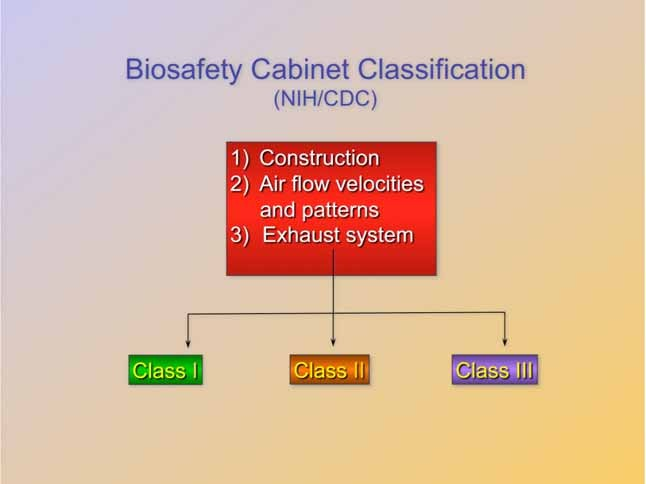 Biosafety Cabinet Classification
(NIH/CDC)
1) Construction
2) Air flow velocities
and patterns
3) Exhaust system
Class I
Class II
Class III